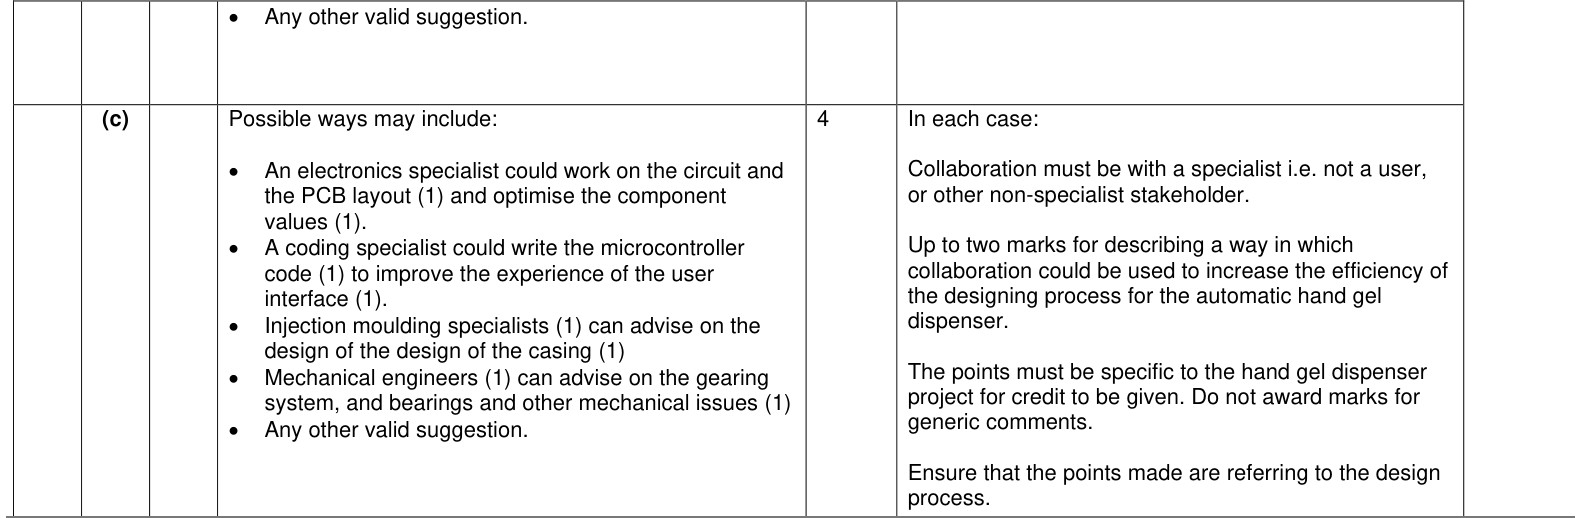 • Any other valid suggestion.
(c)
Possible ways may include:
• An electronics specialist could work on the circuit and
the PCB layout (1) and optimise the component
values (1).
• A coding specialist could write the microcontroller
code (1) to improve the experience of the user
interface (1).
• Injection moulding specialists (1) can advise on the
design of the design of the casing (1)
• Mechanical engineers (1) can advise on the gearing
system, and bearings and other mechanical issues (1)
• Any other valid suggestion.
4
In each case:
Collaboration must be with a specialist i.e. not a user,
or other non-specialist stakeholder.
Up to two marks for describing a way in which
collaboration could be used to increase the efficiency of
the designing process for the automatic hand gel
dispenser.
The points must be specific to the hand gel dispenser
project for credit to be given. Do not award marks for
generic comments.
Ensure that the points made are referring to the design
process.